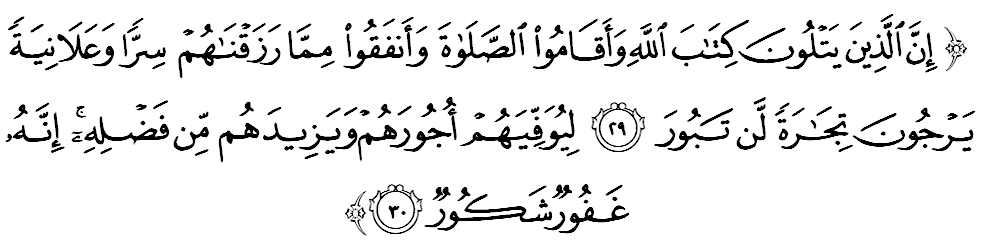 ﴿ إِنَّ ٱلَّذِينَ يَتۡلُونَ كِتَٰبَ ٱللَّهِ وَأَقَامُواْ ٱلصَّلَوٰةَ وَأَنفَقُواْ مِمَّا رَزَقۡنَٰهُمۡ سِرّٗا وَعَلَانِيَةٗ
يَرۡجُونَ تِجَٰرَةٗ لَّن تَبُورَ ٢٩ لِيُوَفِّيَهُمۡ أُجُورَهُمۡ وَيَزِيدَهُم مِّن فَضۡلِهِۦٓۚ إِنَّهُۥ
غَفُورٞ شَكُورٞ ٣٠ ﴾